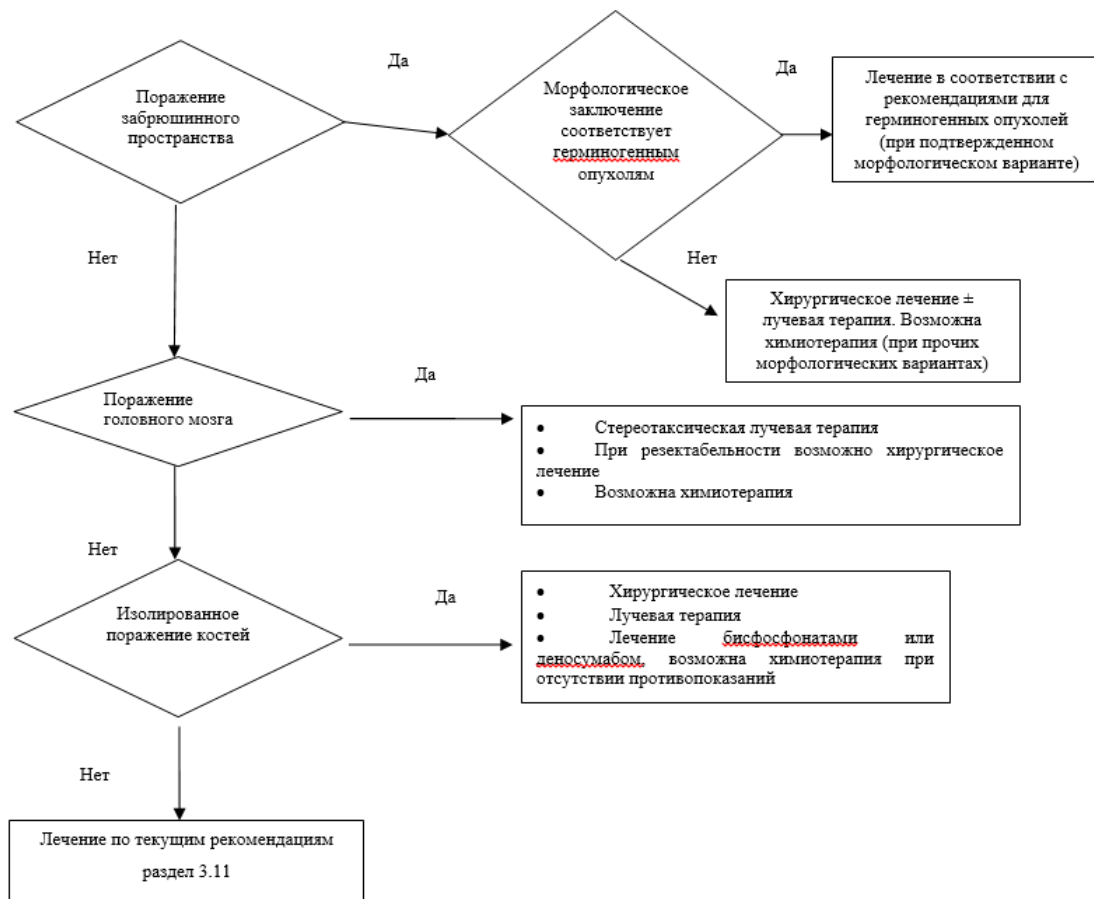 Поражение
забрюшинного
пространства
Да
Морфологическое
заключение
соответствует
герминогенным
опухолям
Да
Лечение в соответствии с
рекомендациями для
герминогенных опухолей
(при подтвержденном
морфологическом варианте)
Нет
Нет
Хирургическое лечение ±
лучевая терапия. Возможна
химиотерапия (при прочих
морфологических вариантах)
Поражение
головного мозга
Да
● Стереотаксическая лучевая терапия
● При резектабельности возможно хирургическое
лечение
● Возможна химиотерапия
Нет
Изолированное
поражение костей
Да
● Хирургическое лечение
● Лучевая терапия
● Лечение бисфосфонатами или
деносумабом, возможна химиотерапия при
отсутствии противопоказаний
Нет
Лечение по текущим рекомендациям
раздел 3.11